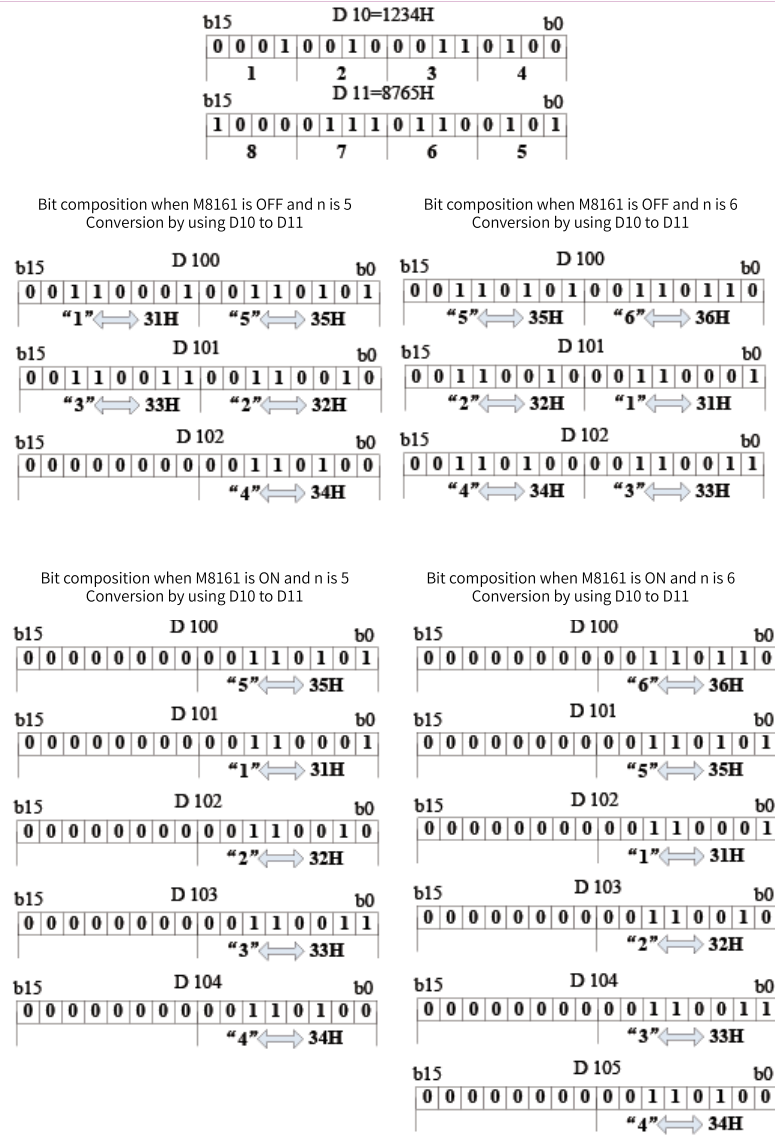 D 10=1234H
b15 b0
0 0 0 1 0 0 1 0 0 0 1 1 0 1 0 0
1 2 3 4
D 11=8765H
b15 b0
1 0 0 0 0 1 1 1 0 1 1 0 0 1 0 1
8 7 6 5
Bit composition when M8161 is OFF and n is 5
Conversion by using D10 to D11
D 100
b15 b0
0 0 1 1 0 0 0 1 0 0 1 1 0 1 0 1
“1” 31H “5” 35H
D 101
b15 b0
0 0 1 1 0 0 1 1 0 0 1 1 0 0 1 0
“3” 33H “2” 32H
D 102
b15 b0
0 0 0 0 0 0 0 0 0 0 1 1 0 1 0 0
“4” 34H
Bit composition when M8161 is OFF and n is 6
Conversion by using D10 to D11
D 100
b15 b0
0 0 1 1 0 1 0 1 0 0 1 1 0 1 1 0
“5” 35H “6” 36H
D 101
b15 b0
0 0 1 1 0 0 1 0 0 0 1 1 0 0 0 1
“2” 32H “1” 31H
D 102
b15 b0
0 0 1 1 0 1 0 0 0 0 1 1 0 0 1 1
“4” 34H “3” 33H
Bit composition when M8161 is ON and n is 5
Conversion by using D10 to D11
D 100
b15 b0
0 0 0 0 0 0 0 0 0 0 1 1 0 1 0 1
“5” 35H
D 101
b15 b0
0 0 0 0 0 0 0 0 0 0 1 1 0 0 0 1
“1” 31H
D 102
b15 b0
0 0 0 0 0 0 0 0 0 0 1 1 0 0 1 0
“2” 32H
D 103
b15 b0
0 0 0 0 0 0 0 0 0 0 1 1 0 0 1 1
“3” 33H
D 104
b15 b0
0 0 0 0 0 0 0 0 0 0 1 1 0 1 0 0
“4” 34H
Bit composition when M8161 is ON and n is 6
Conversion by using D10 to D11
D 100
b15 b0
0 0 0 0 0 0 0 0 0 0 1 1 0 1 1 0
“6” 36H
D 101
b15 b0
0 0 0 0 0 0 0 0 0 0 1 1 0 1 0 1
“5” 35H
D 102
b15 b0
0 0 0 0 0 0 0 0 0 0 1 1 0 0 0 1
“1” 31H
D 103
b15 b0
0 0 0 0 0 0 0 0 0 0 1 1 0 0 1 0
“2” 32H
D 104
b15 b0
0 0 0 0 0 0 0 0 0 0 1 1 0 0 1 1
“3” 33H
D 105
b15 b0
0 0 0 0 0 0 0 0 0 0 1 1 0 1 0 0
“4” 34H